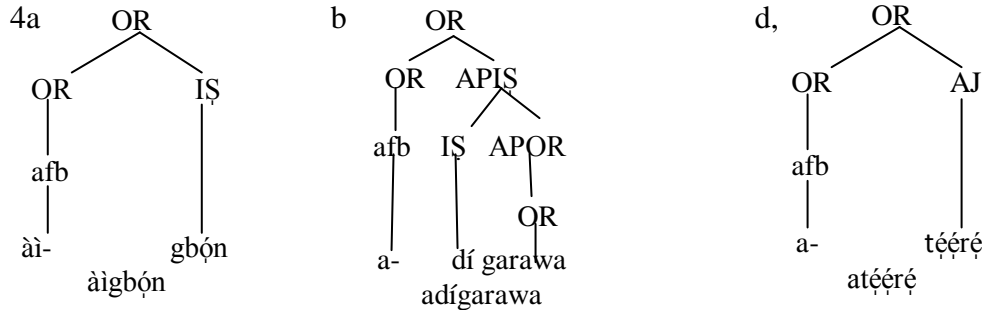 4a OR b OR d, OR
OR IṢ OR APIṢ OR AJ
afb afb IṢ APOR afb
OR
àì- gbọ́n a- dí garawa a- tẹ́ẹ́rẹ́
àìgbọ́n adígarawa atẹ́ẹ́rẹ́